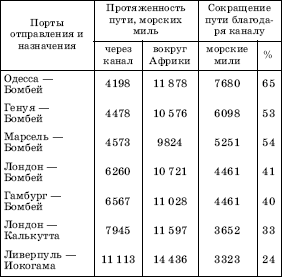 Порты отправления и назначения | Протяженность пути, морских миль | Сокращение пути благодаря каналу
через канал | вокруг Африки | морские мили | %
Одесса —
Бомбей 4198 11 878 7680 65
Генуя —
Бомбей 4478 10 576 6098 53
Марсель —
Бомбей 4573 9824 5251 54
Лондон —
Бомбей 6260 10 721 4461 41
Гамбург —
Бомбей 6567 11 028 4461 40
Лондон —
Калькутта 7945 11 597 3652 33
Ливерпуль —
Иокогама 11 113 14 436 3323 24